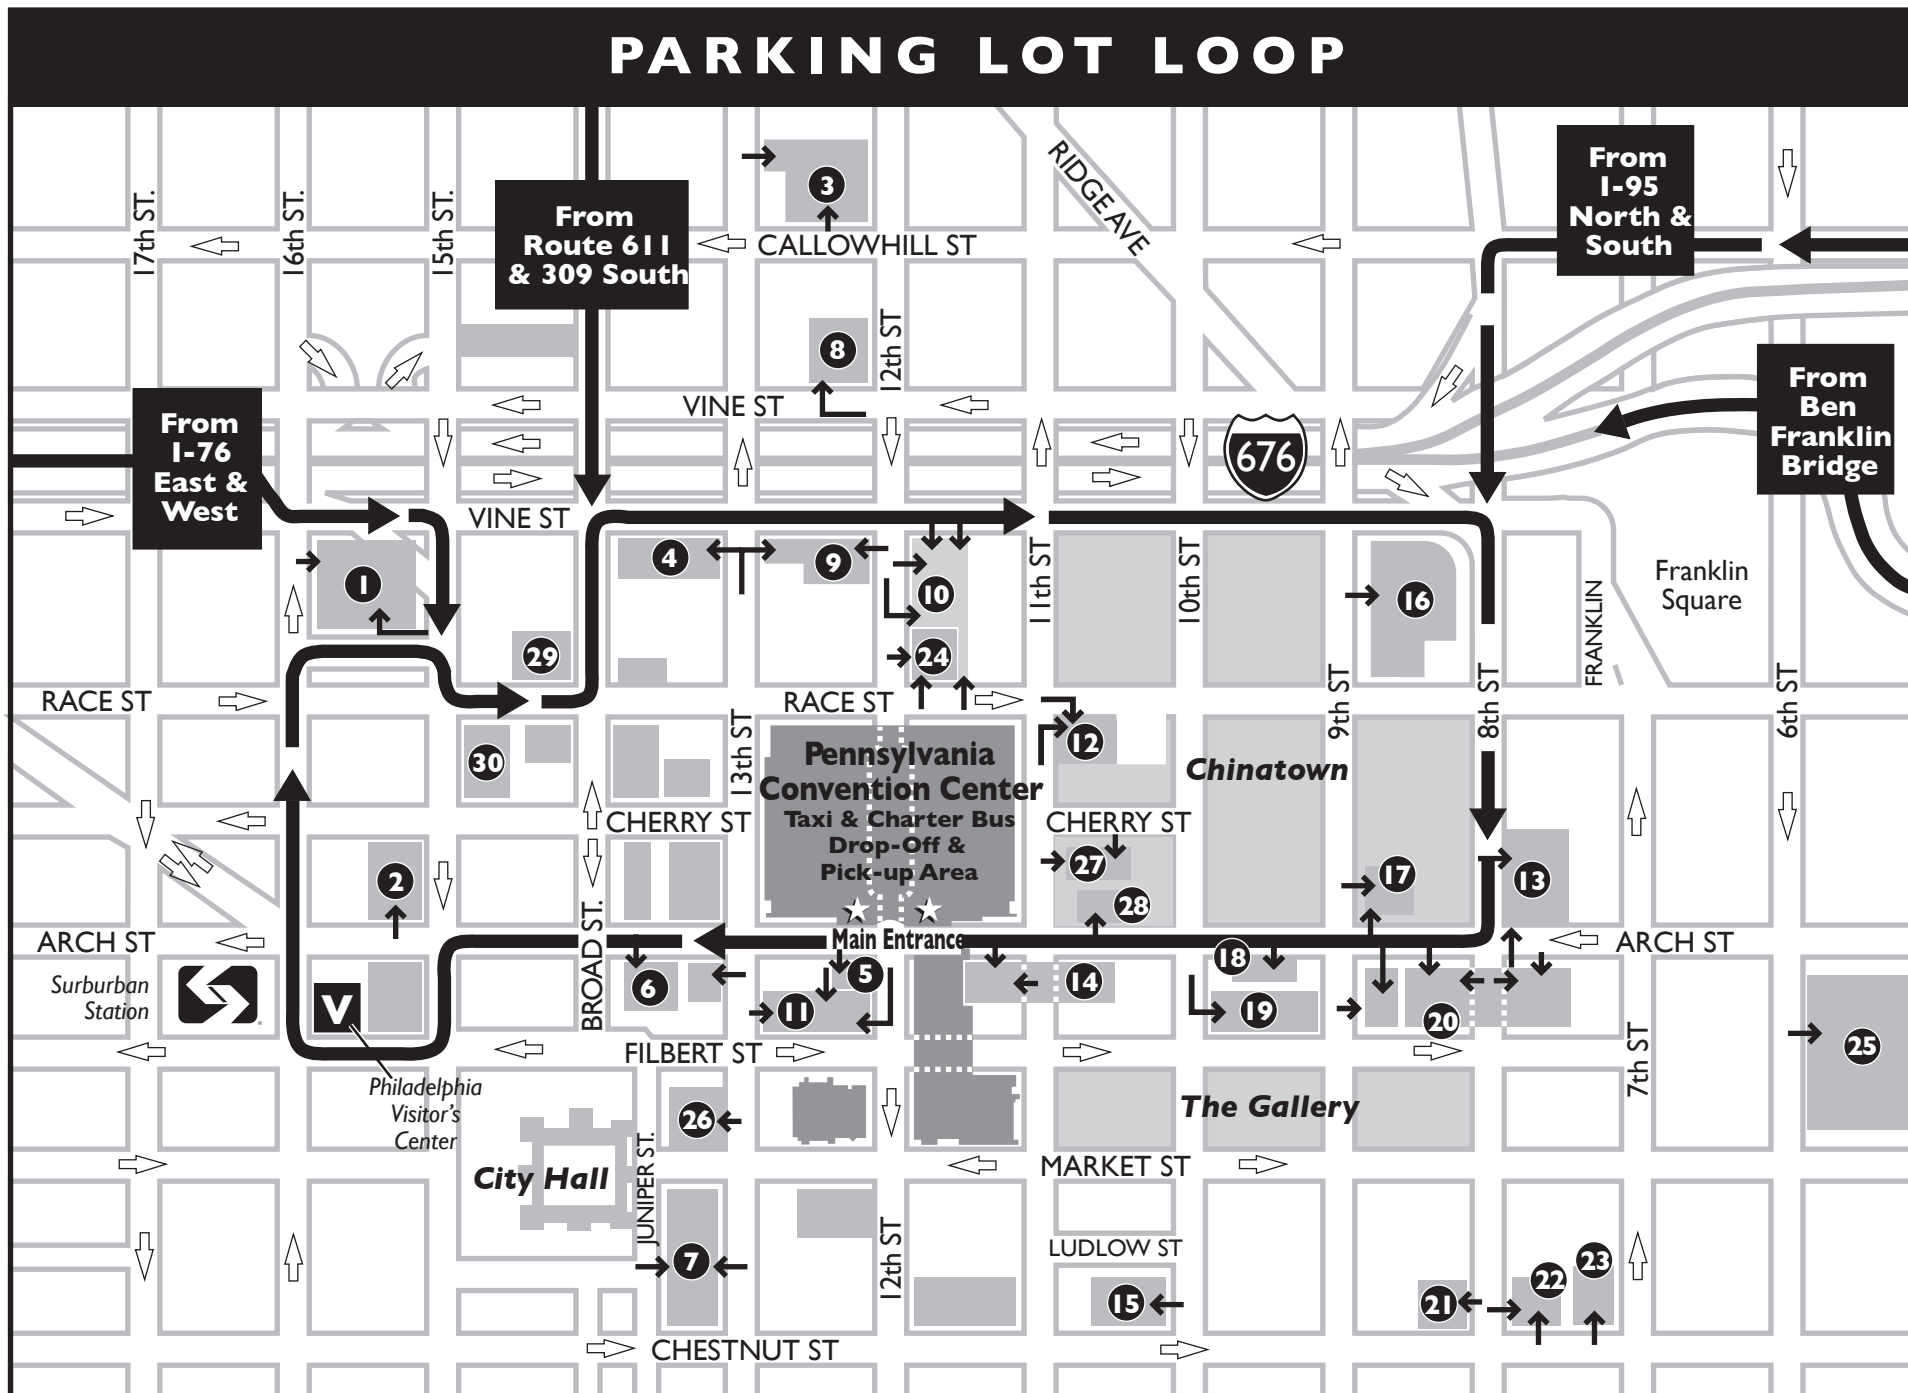 PARKING LOT LOOP
RIDGE AVE
From
I-95
North &
South
3
17th ST.
16th ST.
15th ST.
From
Route 611
& 309 South
CALLOWHILL ST
8
12th ST
VINE ST
From
Ben
Franklin
Bridge
From
I-76
East &
West
676
VINE ST
4
9
10
1
11th ST
10th ST
16
FRANKLIN
Franklin
Square
29
24
RACE ST
RACE ST
9th ST
8th ST
6th ST
30
13th ST
12
Pennsylvania
Convention Center
Taxi & Charter Bus
Drop-Off &
Pick-up Area
Chinatown
CHERRY ST
CHERRY ST
2
27
28
17
13
BROAD ST.
ARCH ST
Main Entrance
ARCH ST
Surburban
Station
V
6
5
11
14
18
19
20
25
FILBERT ST
7th ST
Philadelphia
Visitor's
Center
26
The Gallery
City Hall
JUNIPER ST.
MARKET ST
7
12th ST
LUDLOW ST
15
21
22
23
CHESTNUT ST